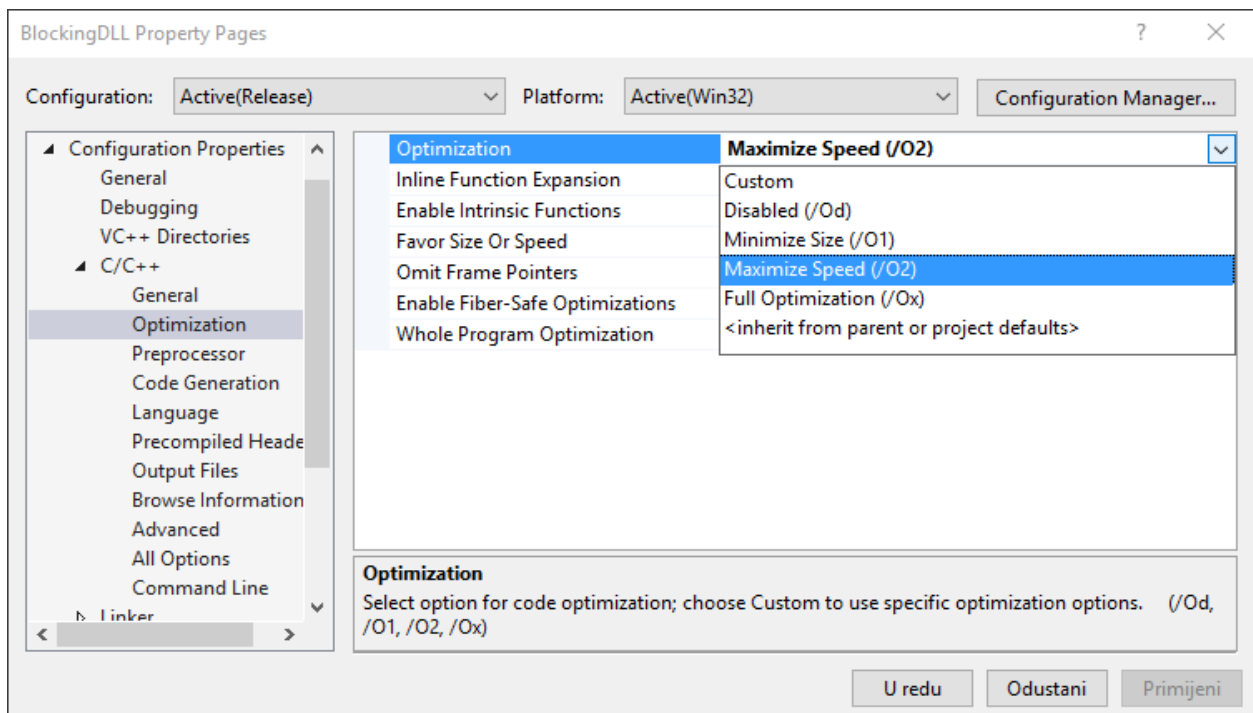 BlockingDLL Property Pages
Configuration: Active(Release) Platform: Active(Win32) Configuration Manager...
Configuration Properties
General
Debugging
VC++ Directories
C/C++
General
Optimization
Preprocessor
Code Generation
Language
Precompiled Heade
Output Files
Browse Information
Advanced
All Options
Command Line
Linker
Optimization Maximize Speed (/O2)
Inline Function Expansion
Enable Intrinsic Functions
Favor Size Or Speed
Omit Frame Pointers
Enable Fiber-Safe Optimizations
Whole Program Optimization
Custom
Disabled (/Od)
Minimize Size (/O1)
Maximize Speed (/O2)
Full Optimization (/Ox)
<inherit from parent or project defaults>
Optimization
Select option for code optimization; choose Custom to use specific optimization options. (/Od,
/O1, /O2, /Ox)
U redu Odustani Primijeni